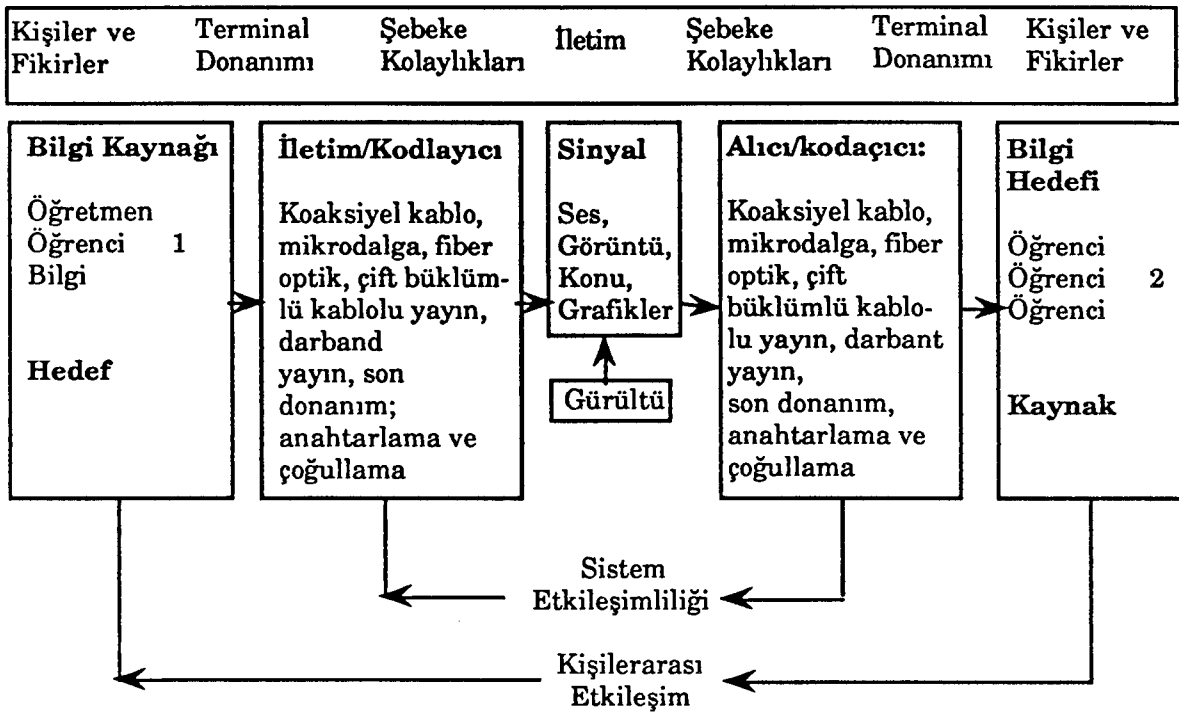 Kişiler ve Fikirler
Terminal Donanımı
Şebeke Kolaylıkları
İletim
Şebeke Kolaylıkları
Terminal Donanımı
Kişiler ve Fikirler
Bilgi Kaynağı
Öğretmen
Öğrenci 1
Bilgi
Hedef
İletim/Kodlayıcı
Koaksiyel kablo,
mikrodalga, fiber
optik, çift büklüm-
lü kablolu yayın,
darband
yayın, son
donanım;
anahtarlama ve
çoğullama
Sinyal
Ses,
Görüntü,
Konu,
Grafikler
Gürültü
Alıcı/kodaçıcı:
Koaksiyel kablo,
mikrodalga, fiber
optik, çift
büklümlü kablo-
lu yayın, darbant
yayın,
son donanım,
anahtarlama ve
çoğullama
Bilgi
Hedefi
Öğrenci
Öğrenci 2
Öğrenci
Kaynak
Sistem
Etkileşimliliği
Kişilerarası
Etkileşim